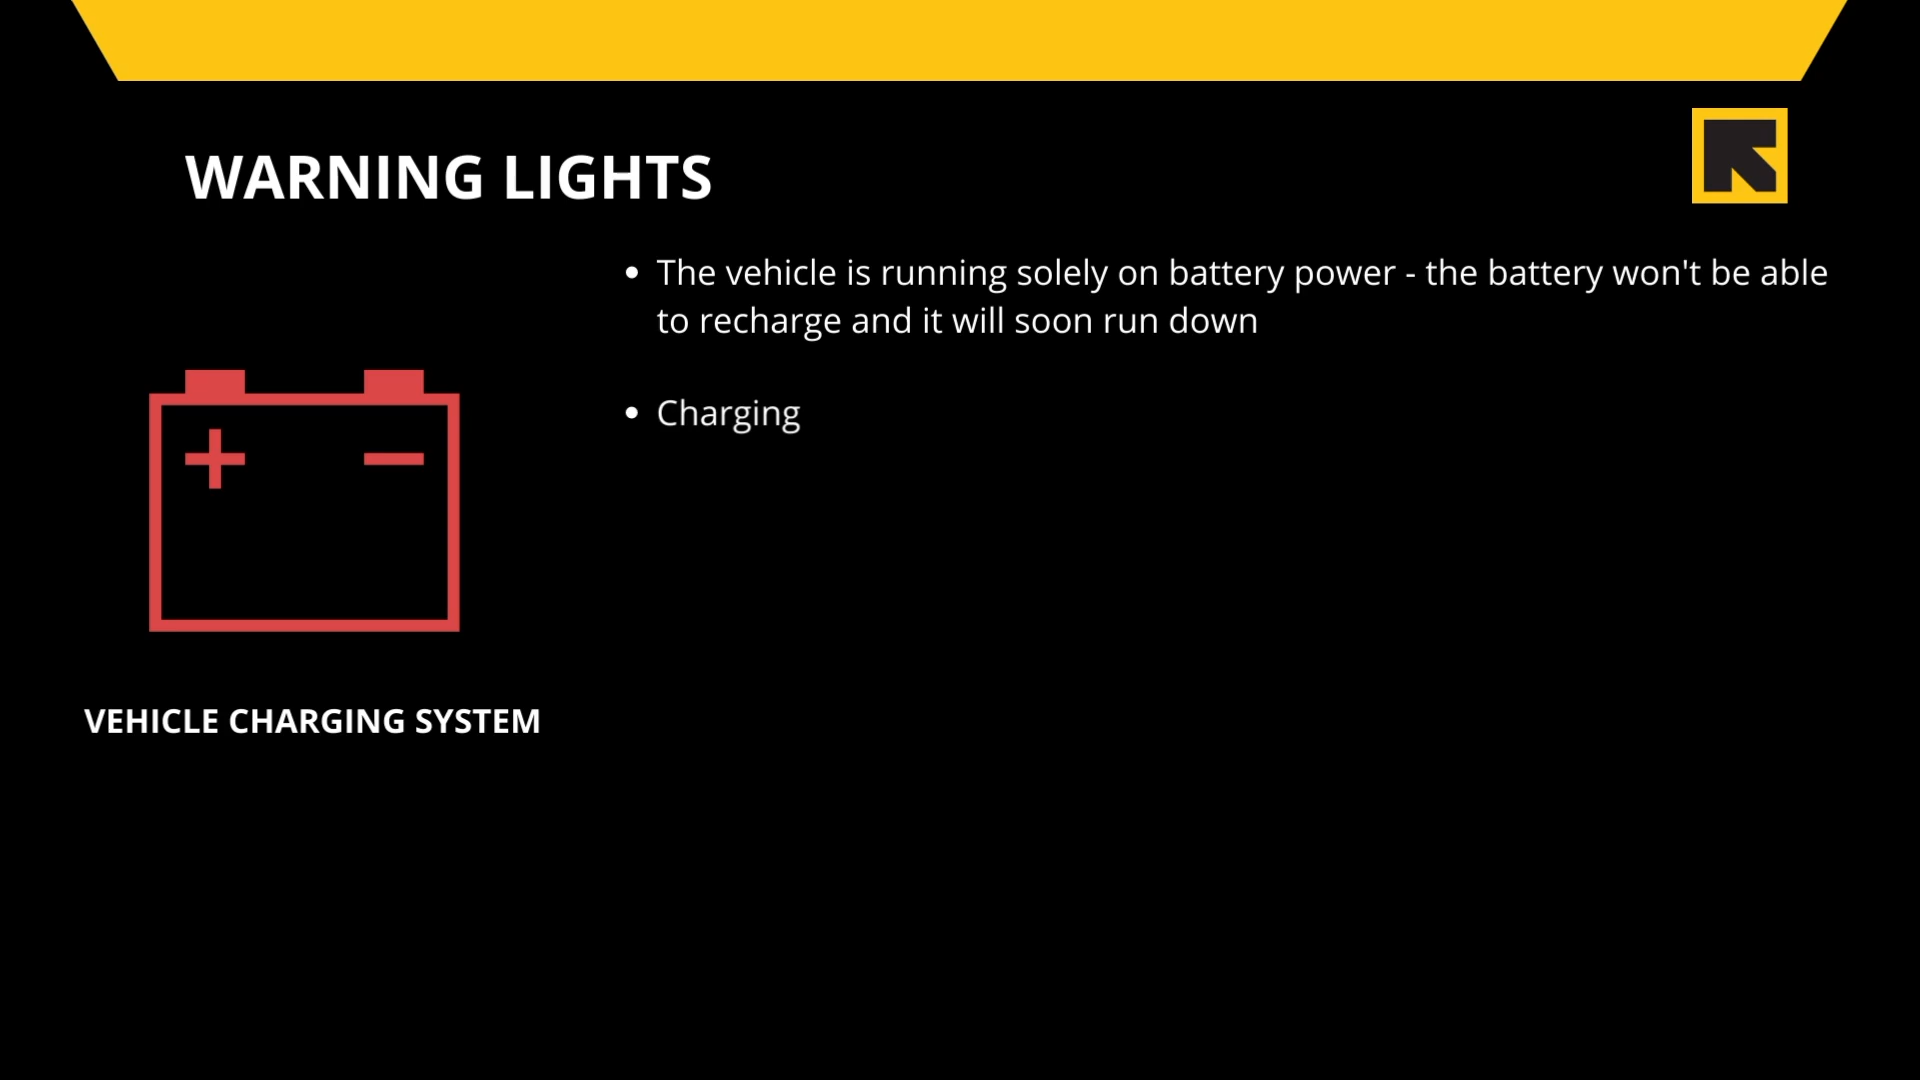 WARNING LIGHTS
• The vehicle is running solely on battery power - the battery won't be able
to recharge and it will soon run down
• Charging
VEHICLE CHARGING SYSTEM